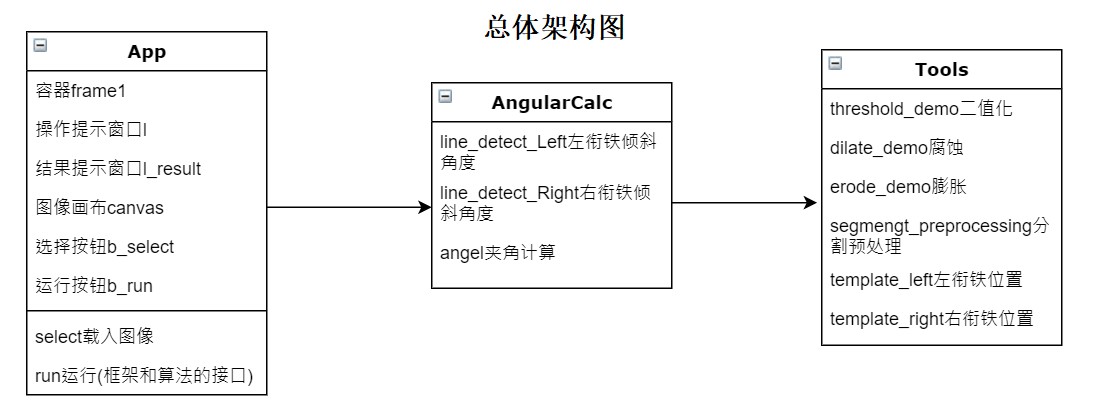 总体架构图
App
容器frame1
操作提示窗口l
结果提示窗口l_result
图像画布canvas
选择按钮b_select
运行按钮b_run
select载入图像
run运行(框架和算法的接口)
AngularCalc
line_detect_Left左衔铁倾斜
角度
line_detect_Right右衔铁倾
斜角度
angel夹角计算
Tools
threshold_demo二值化
dilate_demo腐蚀
erode_demo膨胀
segmengt_preprocessing分
割预处理
template_left左衔铁位置
template_right右衔铁位置